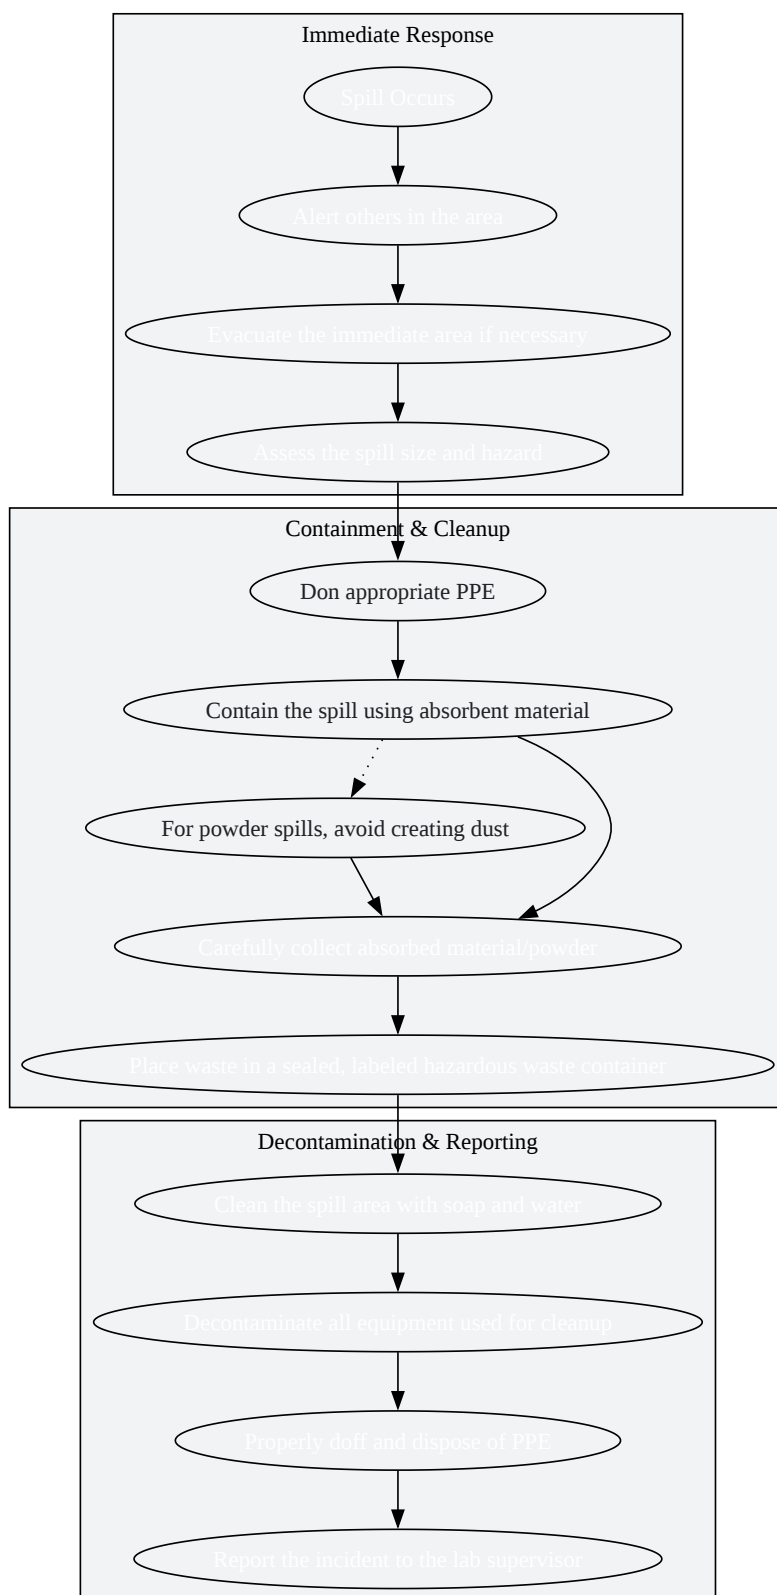 Immediate Response
Spill Occurs
Alert others in the area
Evacuate the immediate area if necessary
Assess the spill size and hazard
Containment & Cleanup
Don appropriate PPE
Contain the spill using absorbent material
For powder spills, avoid creating dust
Carefully collect absorbed material/powder
Place waste in a sealed, labeled hazardous waste container
Decontamination & Reporting
Clean the spill area with soap and water
Decontaminate all equipment used for cleanup
Properly doff and dispose of PPE
Report the incident to the lab supervisor